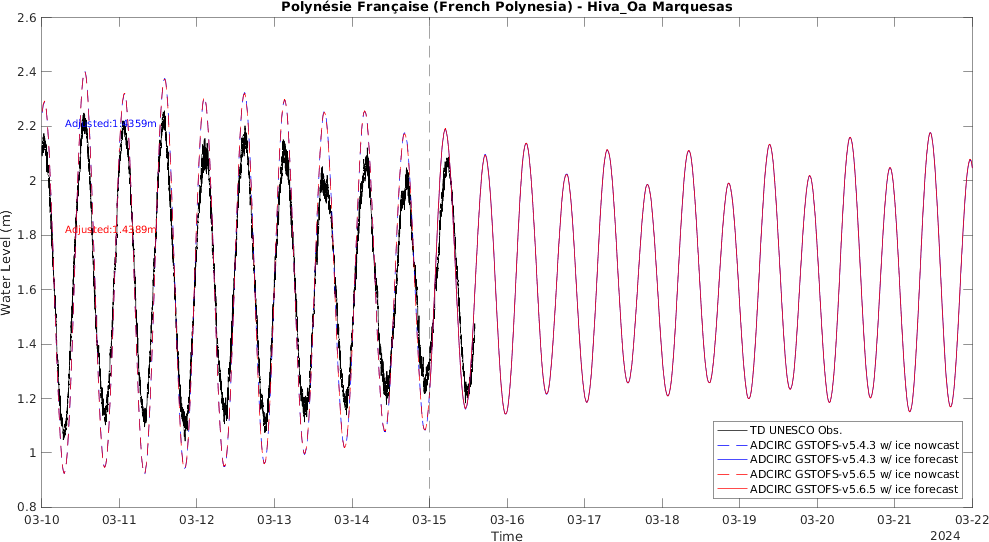 Polynésie Française (French Polynesia) - Hiva_Oa Marquesas
2.6
2.4
2.2
2
1.8
1.6
1.4
1.2
1
0.8
Water Level (m)
Adjusted:1.4359m
Adjusted:1.4389m
TD UNESCO Obs.
ADCIRC GSTOFS-v5.4.3 w/ ice nowcast
ADCIRC GSTOFS-v5.4.3 w/ ice forecast
ADCIRC GSTOFS-v5.6.5 w/ ice nowcast
ADCIRC GSTOFS-v5.6.5 w/ ice forecast
03-10 03-11 03-12 03-13 03-14 03-15 03-16 03-17 03-18 03-19 03-20 03-21 03-22
Time
2024